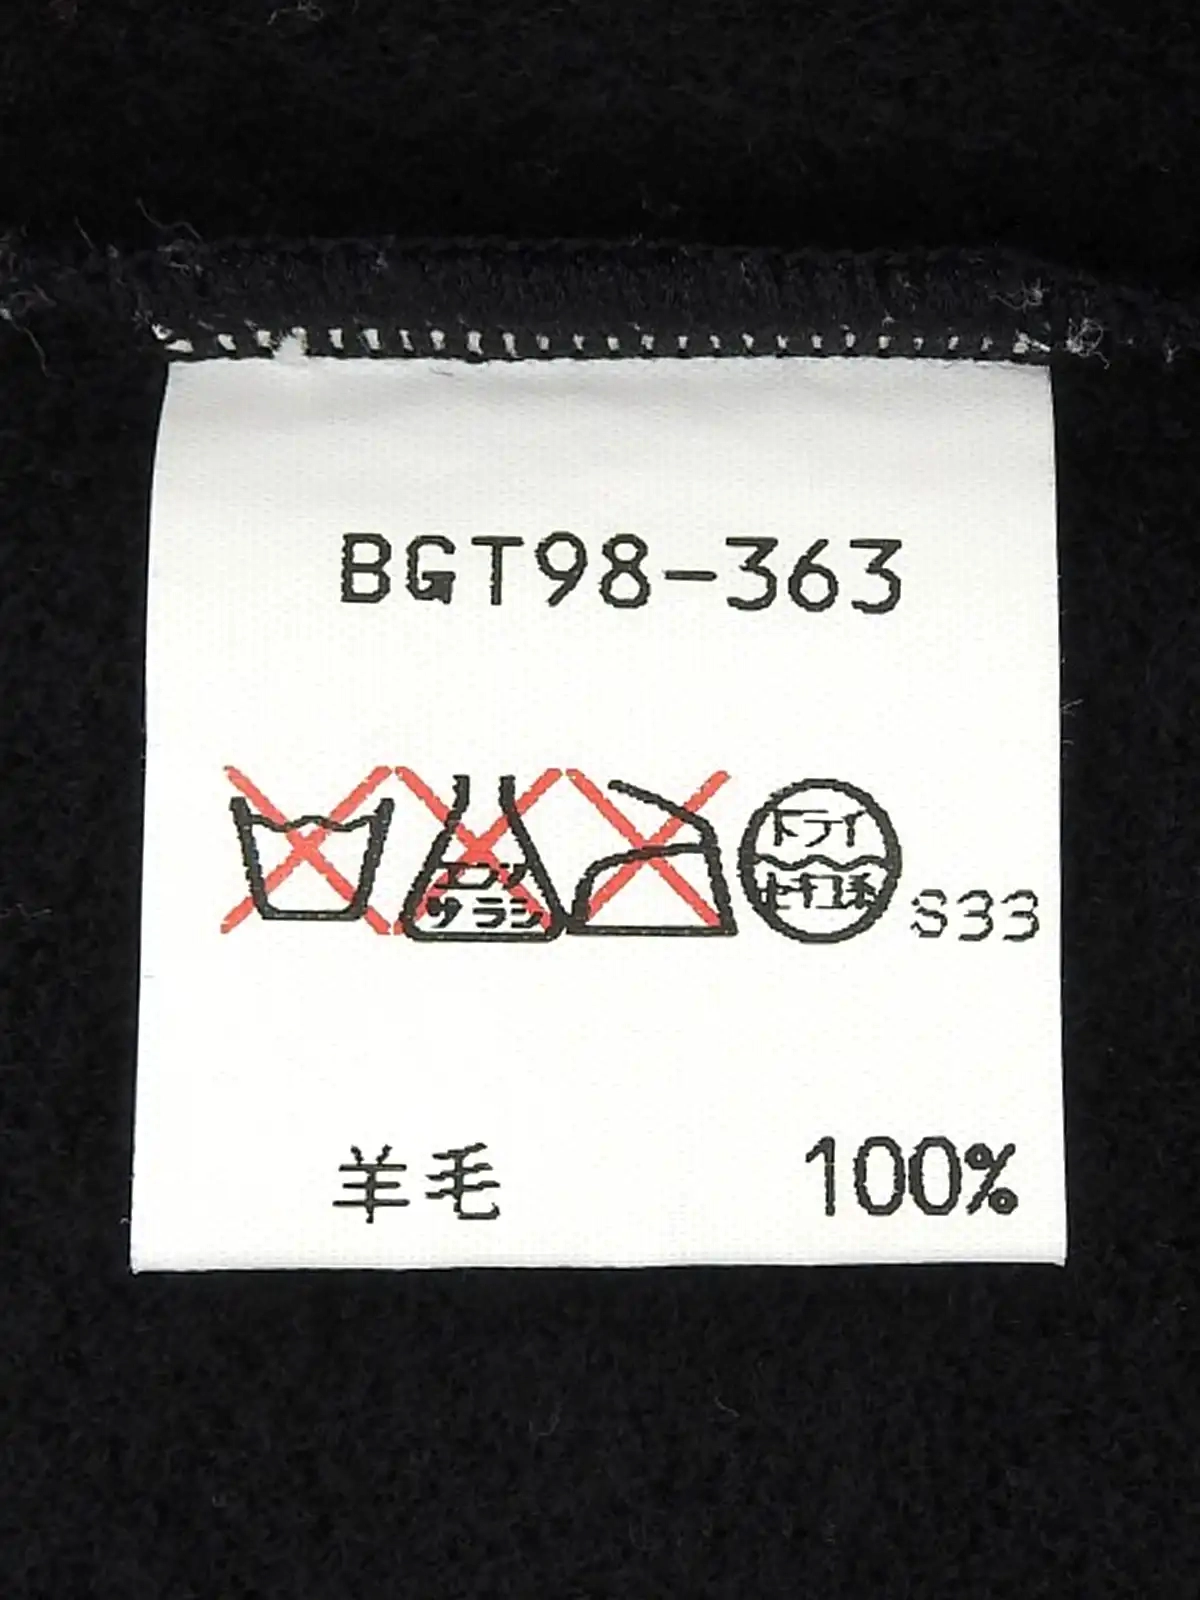 BGT98-363
エンソ
サラシ
ドライ
セキユ系
S33
羊毛 100%